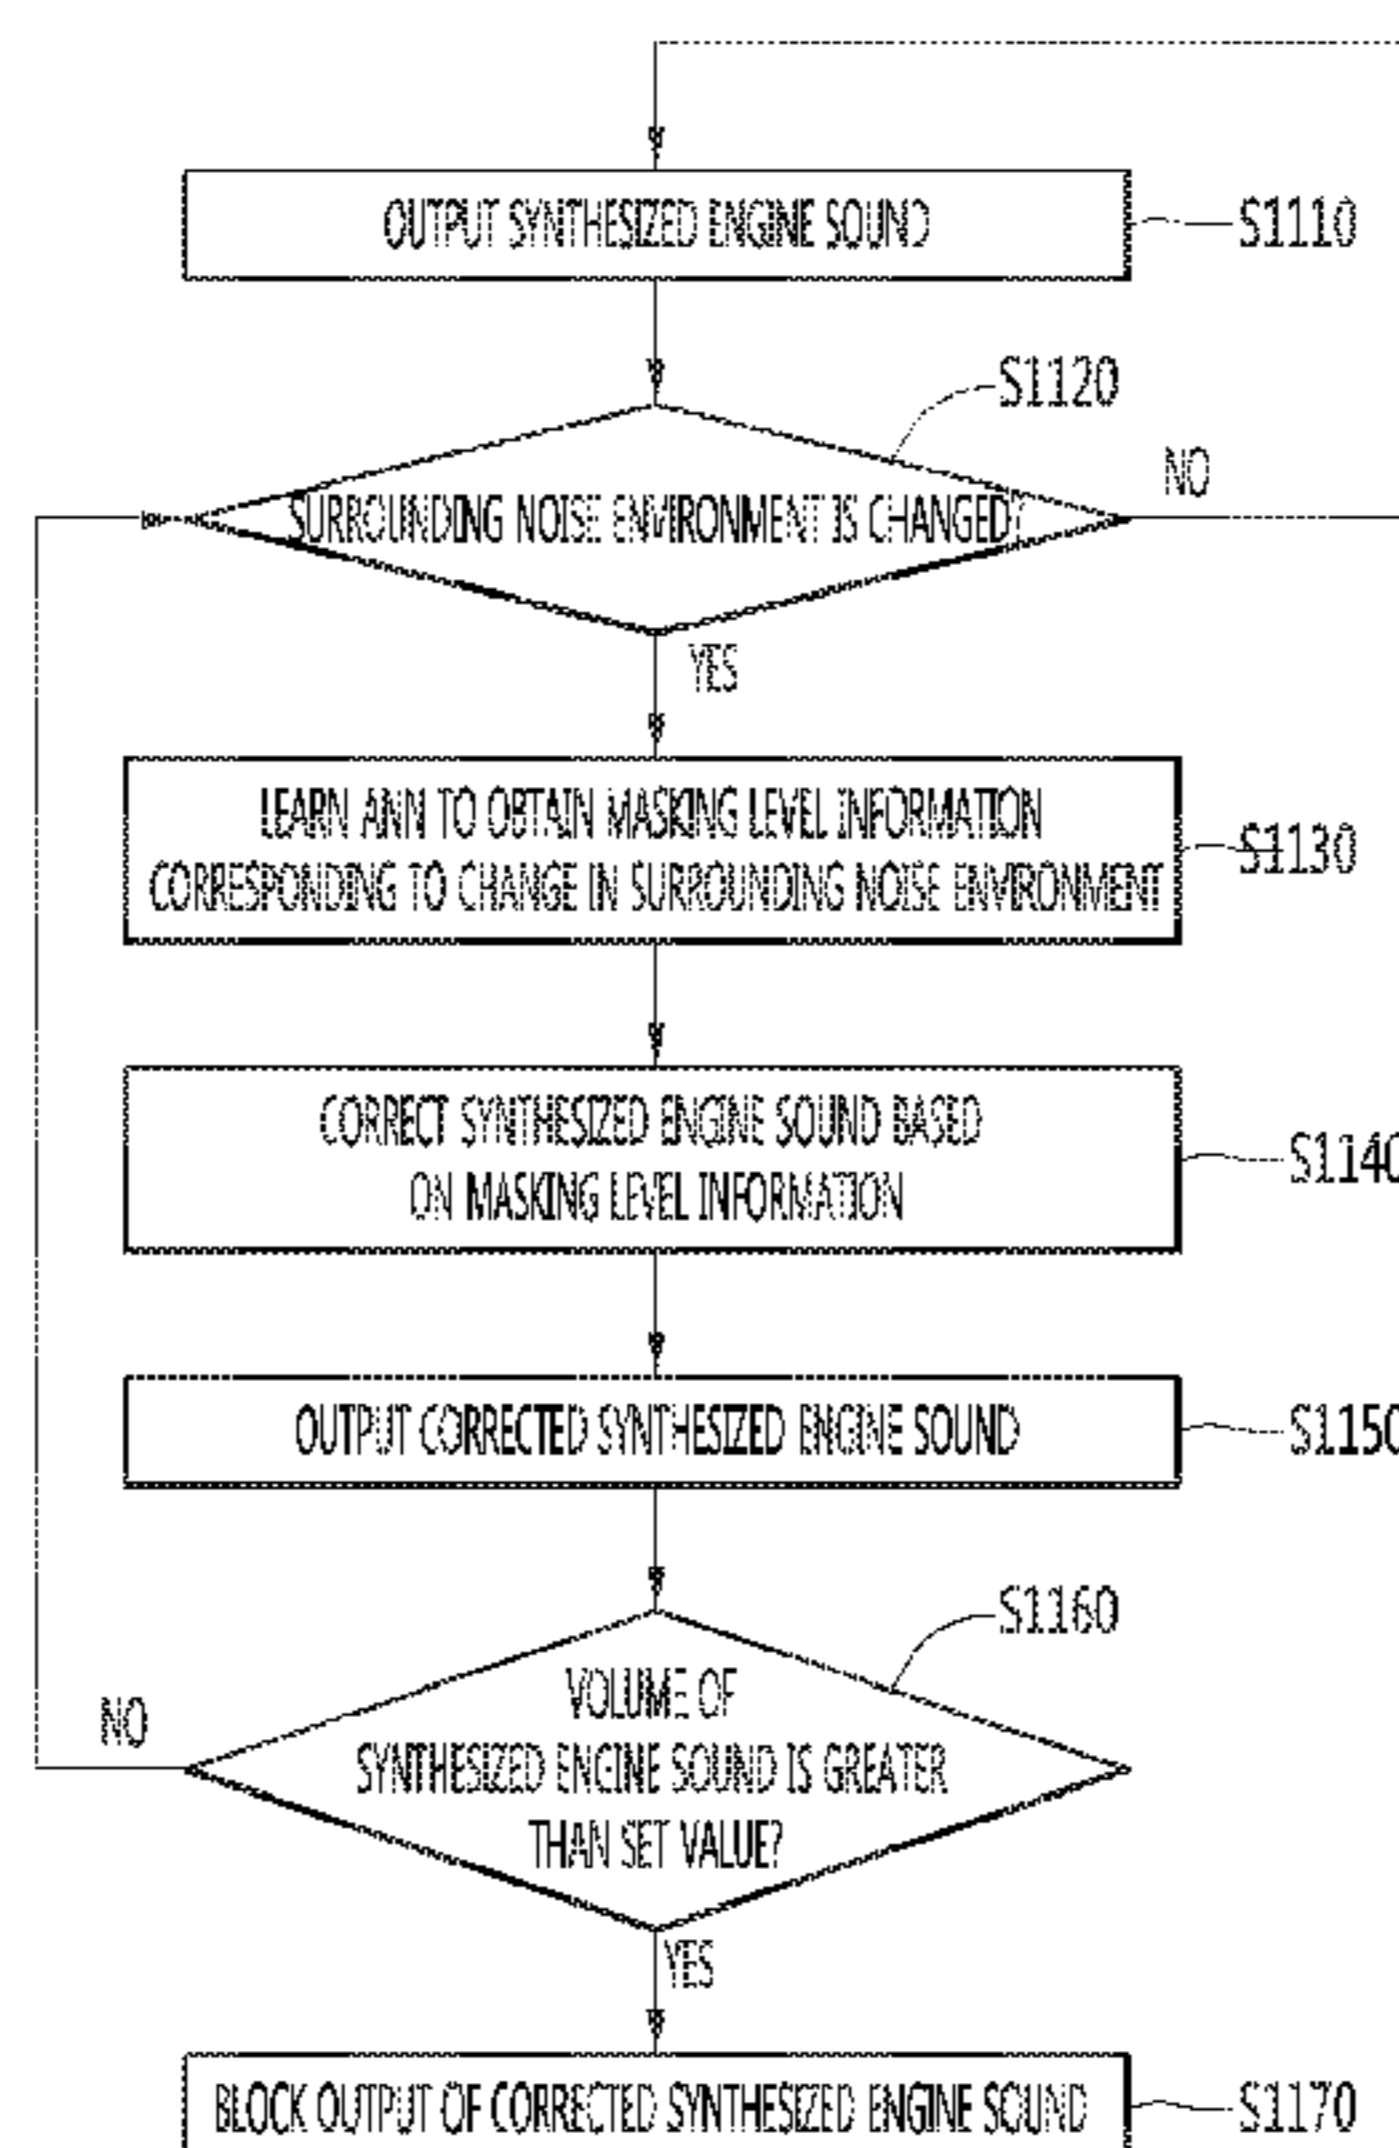 OUTPUT SYNTHESIZED ENGINE SOUND
S1110
S1120
SURROUNDING NOISE ENVIRONMENT IS CHANGED?
NO
YES
LEARN ANN TO OBTAIN MASKING LEVEL INFORMATION
CORRESPONDING TO CHANGE IN SURROUNDING NOISE ENVIRONMENT
S1130
CORRECT SYNTHESIZED ENGINE SOUND BASED
ON MASKING LEVEL INFORMATION
S1140
OUTPUT CORRECTED SYNTHESIZED ENGINE SOUND
S1150
S1160
VOLUME OF
SYNTHESIZED ENGINE SOUND IS GREATER
THAN SET VALUE?
NO
YES
BLOCK OUTPUT OF CORRECTED SYNTHESIZED ENGINE SOUND
S1170